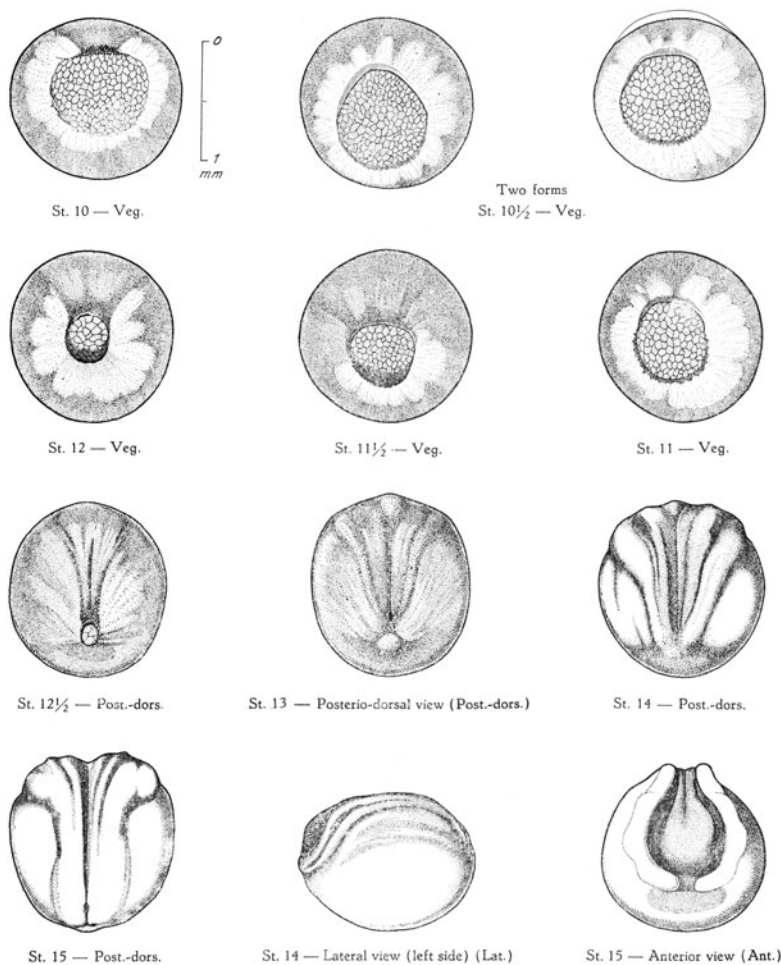 0
1
mm
St. 10 — Veg.
Two forms
St. 10½ — Veg.
St. 12 — Veg.
St. 11½ — Veg.
St. 11 — Veg.
St. 12½ — Post.-dors.
St. 13 — Posterio-dorsal view (Post.-dors.)
St. 14 — Post.-dors.
St. 15 — Post.-dors.
St. 14 — Lateral view (left side) (Lat.)
St. 15 — Anterior view (Ant.)